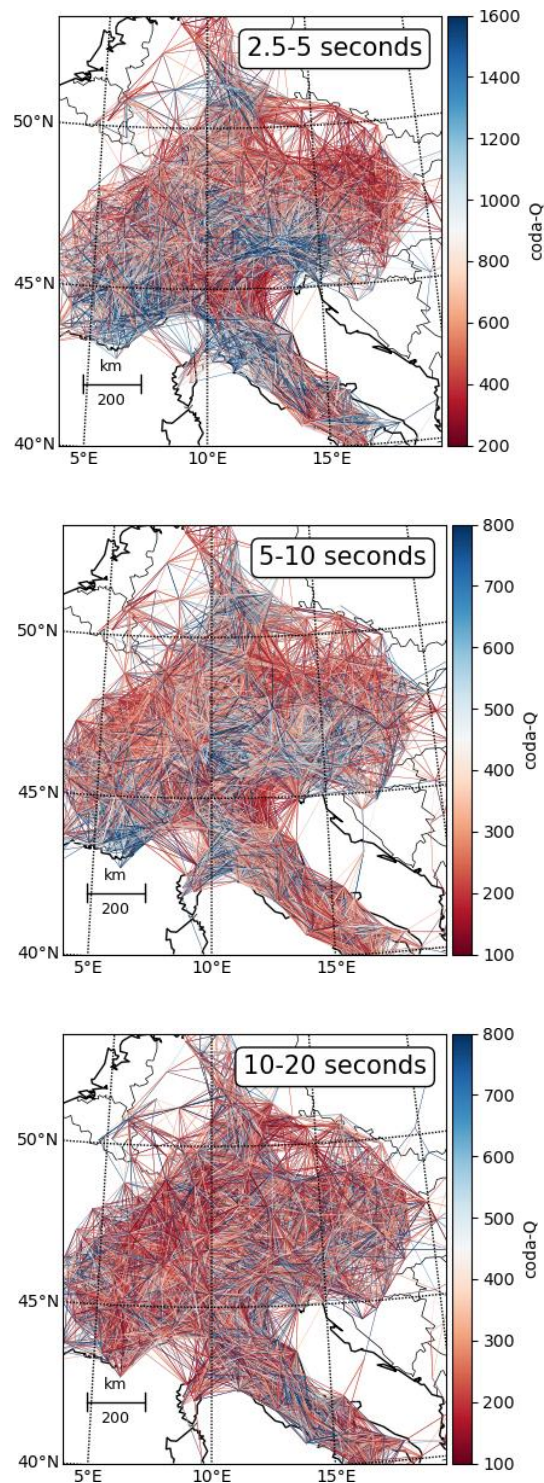 2.5-5 seconds
1600
1400
1200
1000
800
600
400
200
coda-Q
50°N
45°N
40°N
km
200
5°E
10°E
15°E
5-10 seconds
800
700
600
500
400
300
200
100
coda-Q
50°N
45°N
40°N
km
200
5°E
10°E
15°E
10-20 seconds
800
700
600
500
400
300
200
100
coda-Q
50°N
45°N
40°N
km
200
5°E
10°E
15°E